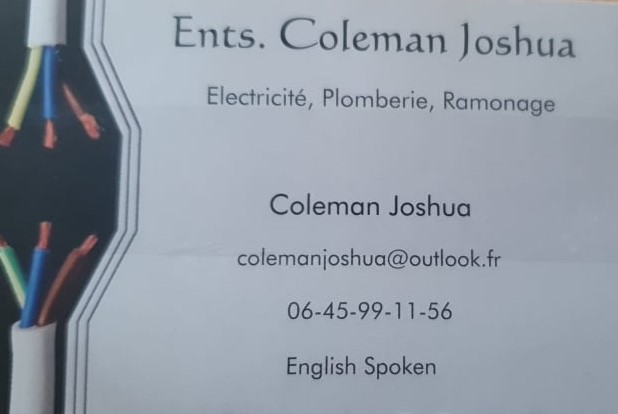 Ents. Coleman Joshua
Electricité, Plomberie, Ramonage
Coleman Joshua
colemanjoshua@outlook.fr
06-45-99-11-56
English Spoken